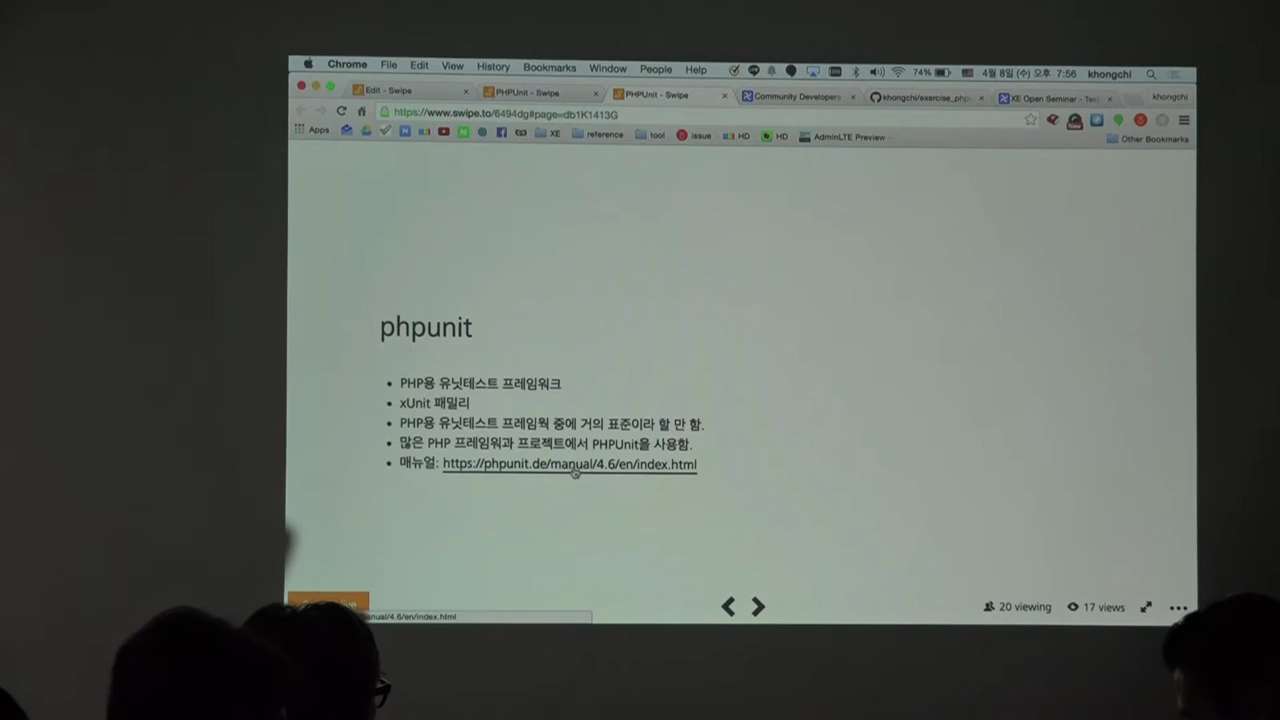 Chrome File Edit View History Bookmarks Window People Help 74% 4월 8일 (수) 오후 7:56 khongchi
Edit - Swipe PHPUnit - Swipe PHPUnit - Swipe Community Developers khongchi/exercise_php XE Open Seminar - Tes khongchi
https://www.swipe.to/6494dg#page=db1K1413G
Apps XE reference tool issue HD HD AdminLTE Preview Other Bookmarks
phpunit
• PHP용 유닛테스트 프레임워크
• xUnit 패밀리
• PHP용 유닛테스트 프레임웍 중에 거의 표준이라 할 만 함.
• 많은 PHP 프레임워과 프로젝트에서 PHPUnit을 사용함.
• 매뉴얼: https://phpunit.de/manual/4.6/en/index.html
20 viewing 17 views
anual/4.6/en/index.html